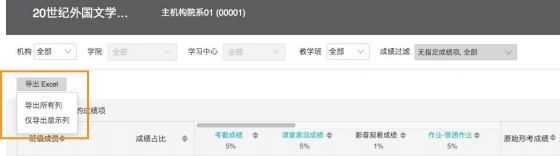 20世纪外国文学... 主机构院系01 (00001)
机构 全部 学院 全部 学习中心 全部 教学班 全部 成绩过滤 无指定成绩项, 全部
导出 Excel
导出所有列
的成绩项
仅导出显示列
班级成员 成绩占比 考勤成绩 课堂表现成绩 影音观看成绩 作业-普通作业 原始形考成绩
5% 5% 1% 5%